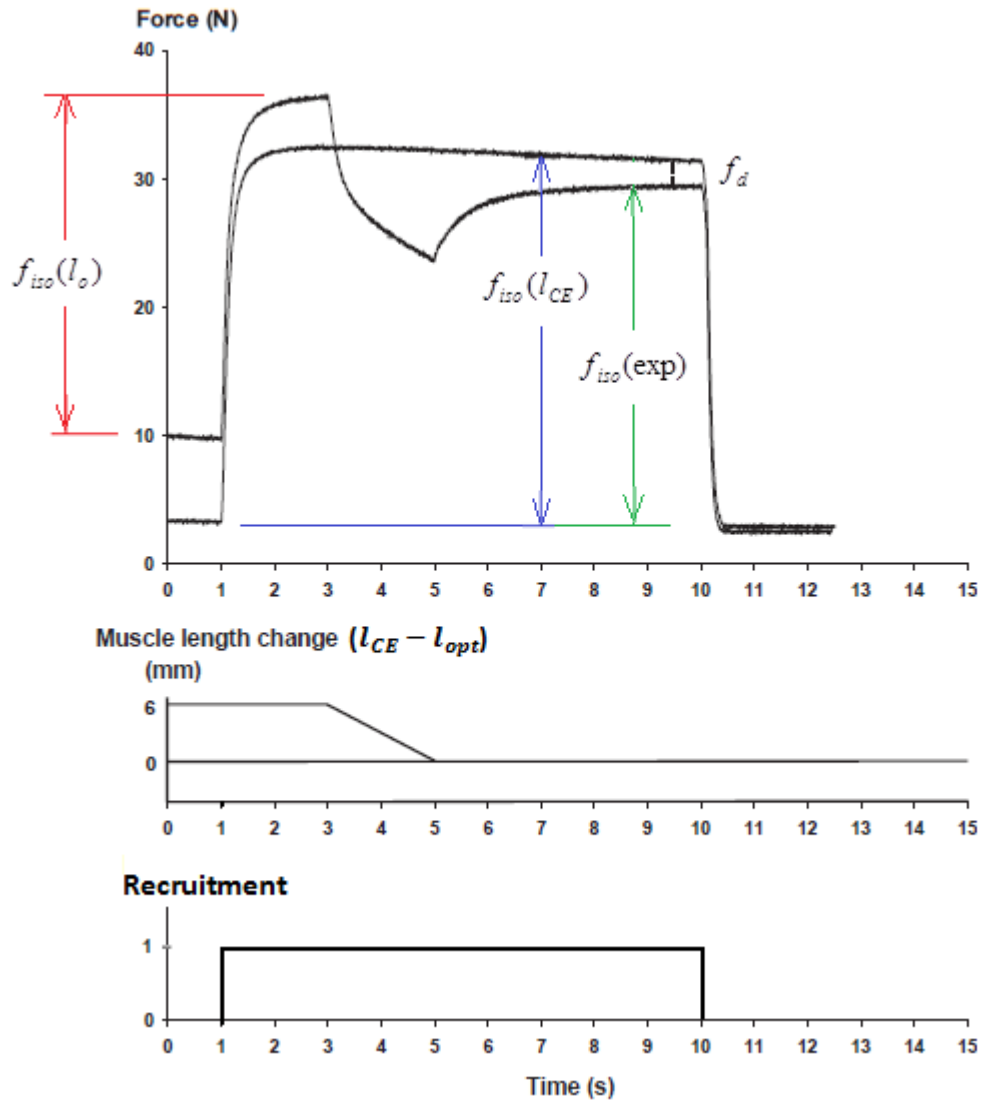 Force (N)
40
30
20
10
0
f_iso(l_o)
f_iso(l_CE)
f_iso(exp)
f_d
0 1 2 3 4 5 6 7 8 9 10 11 12 13 14 15
Muscle length change (l_CE − l_opt)
(mm)
6
0
0 1 2 3 4 5 6 7 8 9 10 11 12 13 14 15
Recruitment
1
0
0 1 2 3 4 5 6 7 8 9 10 11 12 13 14 15
Time (s)